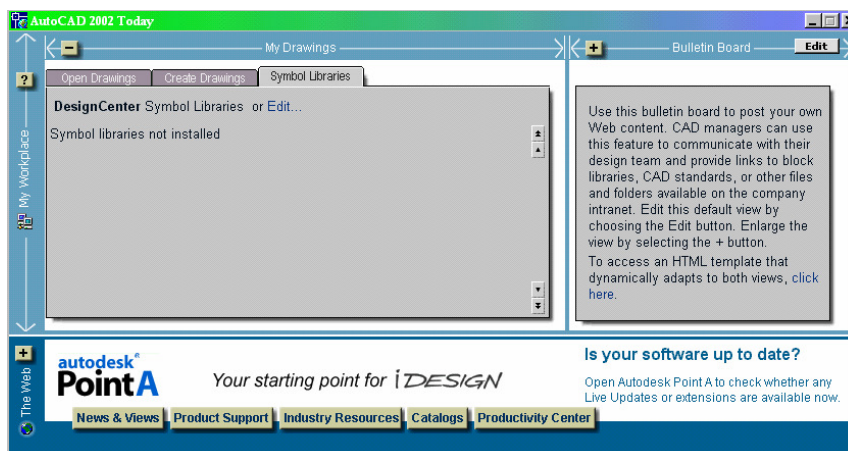 AutoCAD 2002 Today
My Drawings
Bulletin Board
Edit
Open Drawings
Create Drawings
Symbol Libraries
DesignCenter Symbol Libraries or Edit...
Symbol libraries not installed
Use this bulletin board to post your own
Web content. CAD managers can use
this feature to communicate with their
design team and provide links to block
libraries, CAD standards, or other files
and folders available on the company
intranet. Edit this default view by
choosing the Edit button. Enlarge the
view by selecting the + button.
To access an HTML template that
dynamically adapts to both views, click
here.
My Workplace
The Web
autodesk®
Point A
Your starting point for iDESIGN
Is your software up to date?
Open Autodesk Point A to check whether any
Live Updates or extensions are available now.
News & Views
Product Support
Industry Resources
Catalogs
Productivity Center